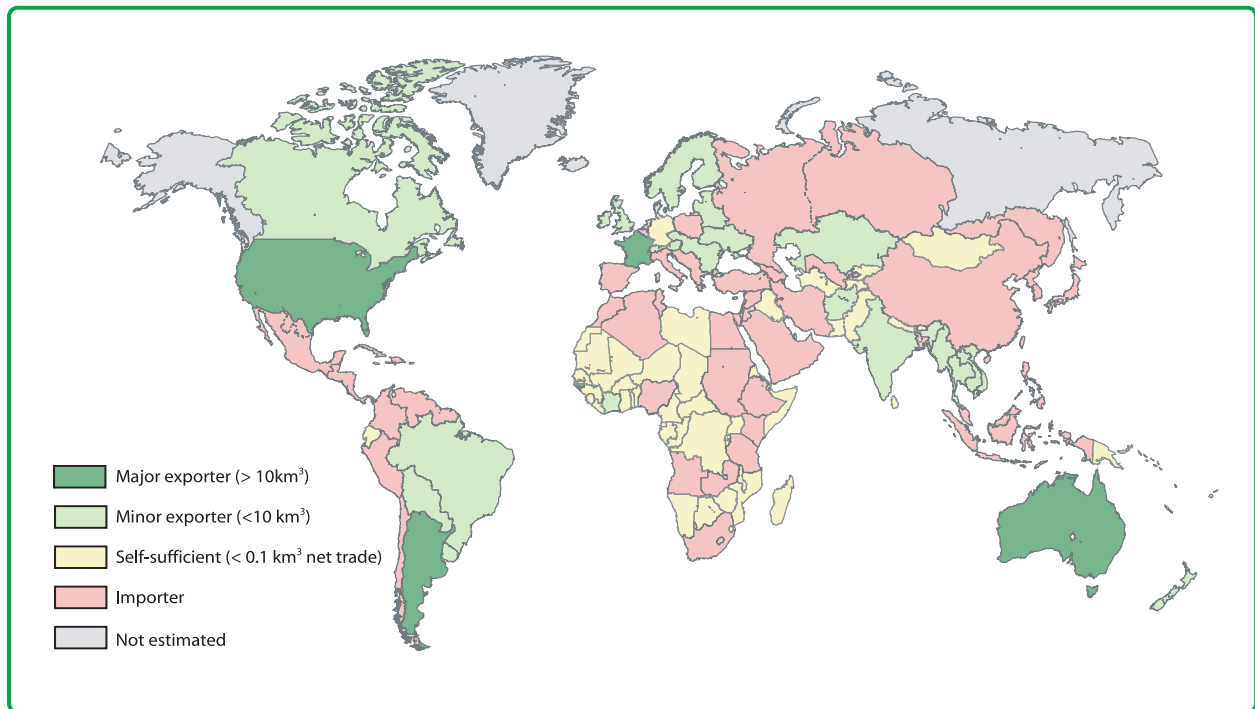 Major exporter (> 10km³)
Minor exporter (<10 km³)
Self-sufficient (< 0.1 km³ net trade)
Importer
Not estimated